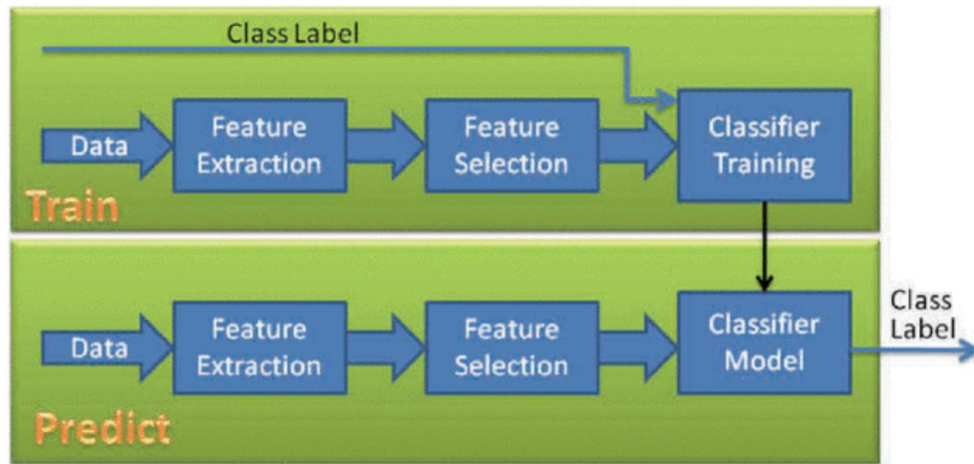 Class Label
Data
Feature
Extraction
Feature
Selection
Classifier
Training
Train
Data
Feature
Extraction
Feature
Selection
Classifier
Model
Class
Label
Predict